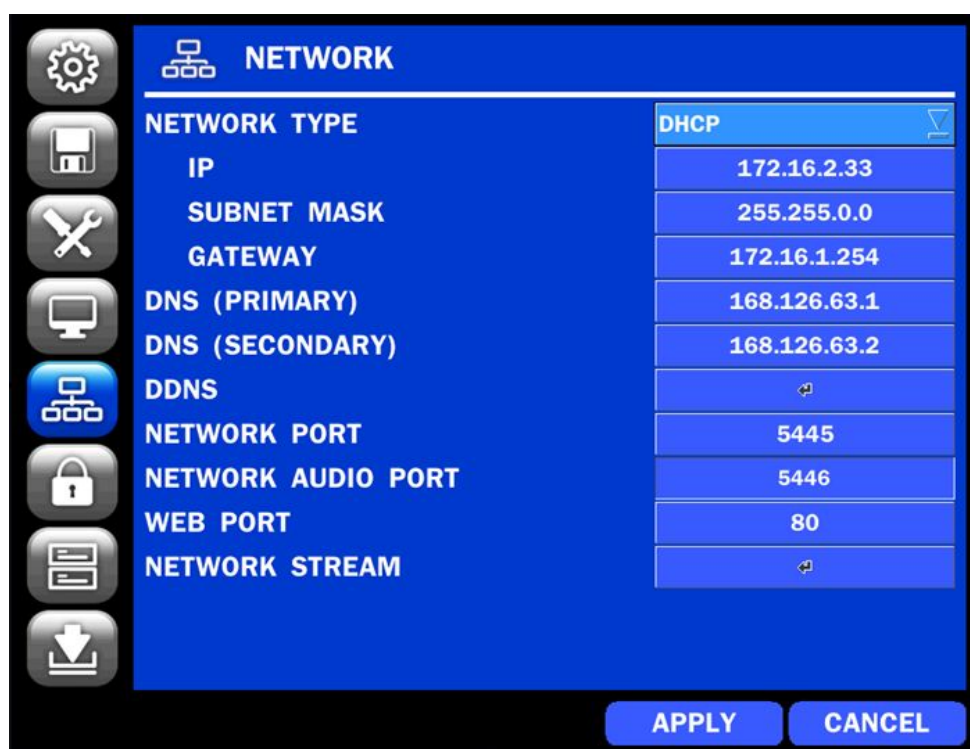 NETWORK
NETWORK TYPE DHCP
IP 172.16.2.33
SUBNET MASK 255.255.0.0
GATEWAY 172.16.1.254
DNS (PRIMARY) 168.126.63.1
DNS (SECONDARY) 168.126.63.2
DDNS
NETWORK PORT 5445
NETWORK AUDIO PORT 5446
WEB PORT 80
NETWORK STREAM
APPLY CANCEL